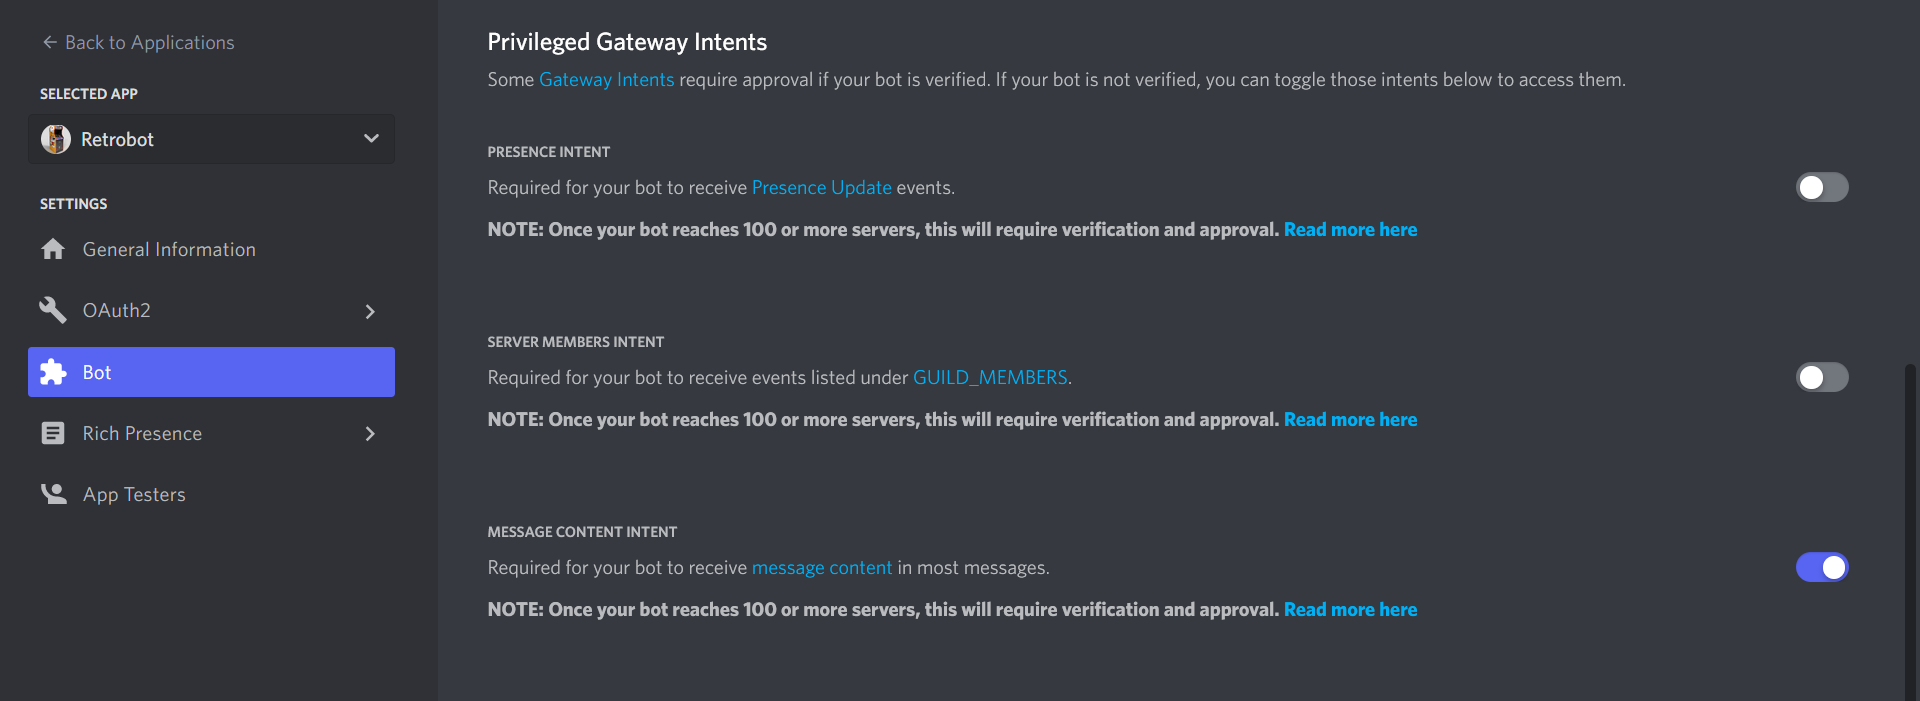 Back to Applications
SELECTED APP
Retrobot
SETTINGS
General Information
OAuth2
Bot
Rich Presence
App Testers
Privileged Gateway Intents
Some Gateway Intents require approval if your bot is verified. If your bot is not verified, you can toggle those intents below to access them.
PRESENCE INTENT
Required for your bot to receive Presence Update events.
NOTE: Once your bot reaches 100 or more servers, this will require verification and approval. Read more here
SERVER MEMBERS INTENT
Required for your bot to receive events listed under GUILD_MEMBERS.
NOTE: Once your bot reaches 100 or more servers, this will require verification and approval. Read more here
MESSAGE CONTENT INTENT
Required for your bot to receive message content in most messages.
NOTE: Once your bot reaches 100 or more servers, this will require verification and approval. Read more here